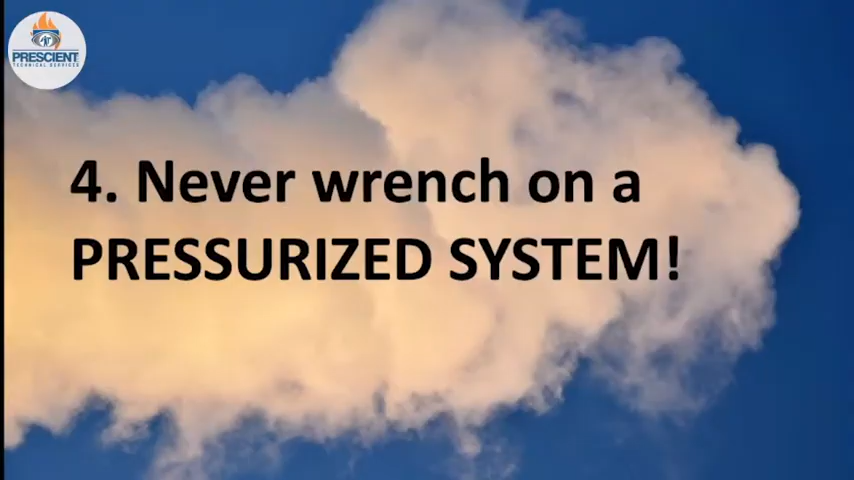 PRESCIENT
TECHNICAL SERVICES
4. Never wrench on a
PRESSURIZED SYSTEM!